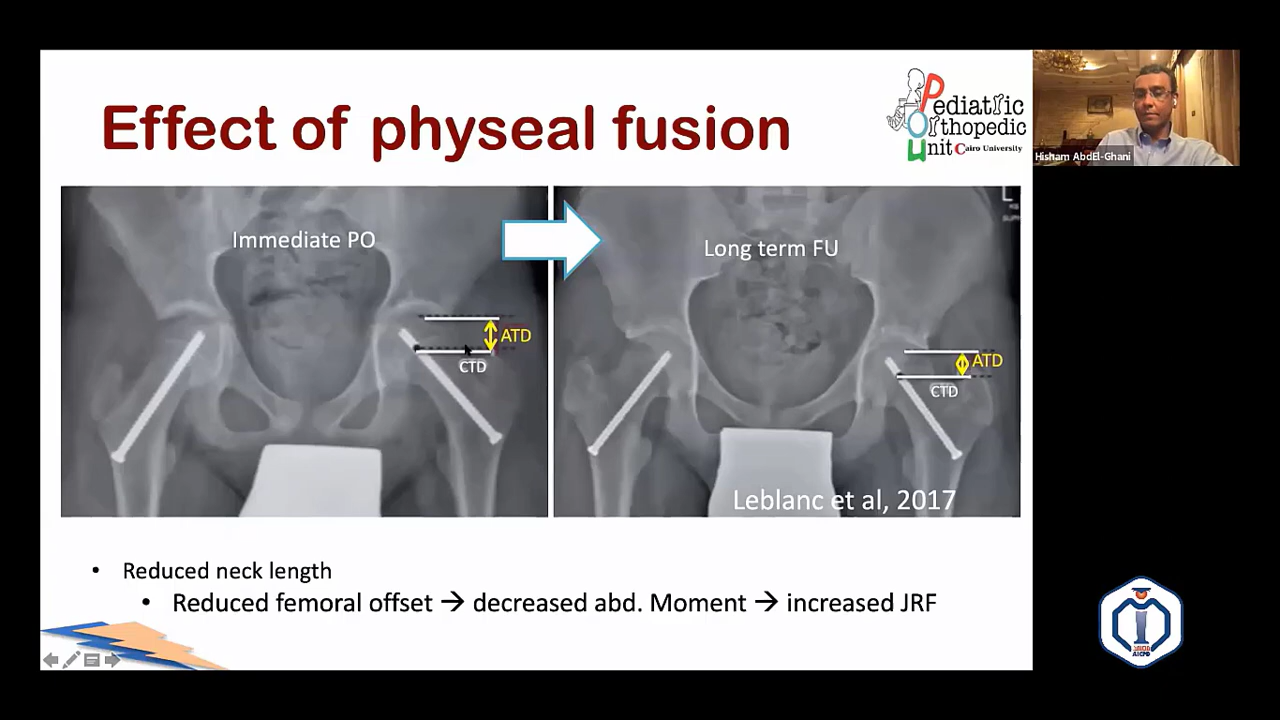 Effect of physeal fusion
Pediatric
Orthopedic
Unit Cairo University
Hisham AbdEl-Ghani
Immediate PO
ATD
CTD
Long term FU
L
ATD
CTD
Leblanc et al, 2017
• Reduced neck length
• Reduced femoral offset → decreased abd. Moment → increased JRF